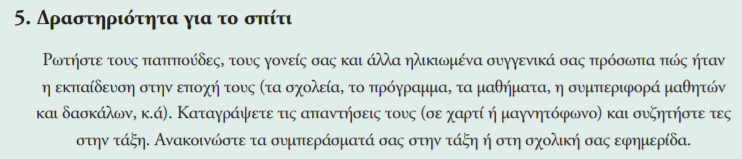 5. Δραστηριότητα για το σπίτι
Ρωτήστε τους παππούδες, τους γονείς σας και άλλα ηλικιωμένα συγγενικά σας πρόσωπα πώς ήταν
η εκπαίδευση στην εποχή τους (τα σχολεία, το πρόγραμμα, τα μαθήματα, η συμπεριφορά μαθητών
και δασκάλων, κ.ά). Καταγράψετε τις απαντήσεις τους (σε χαρτί ή μαγνητόφωνο) και συζητήστε τες
στην τάξη. Ανακοινώστε τα συμπεράσματά σας στην τάξη ή στη σχολική σας εφημερίδα.